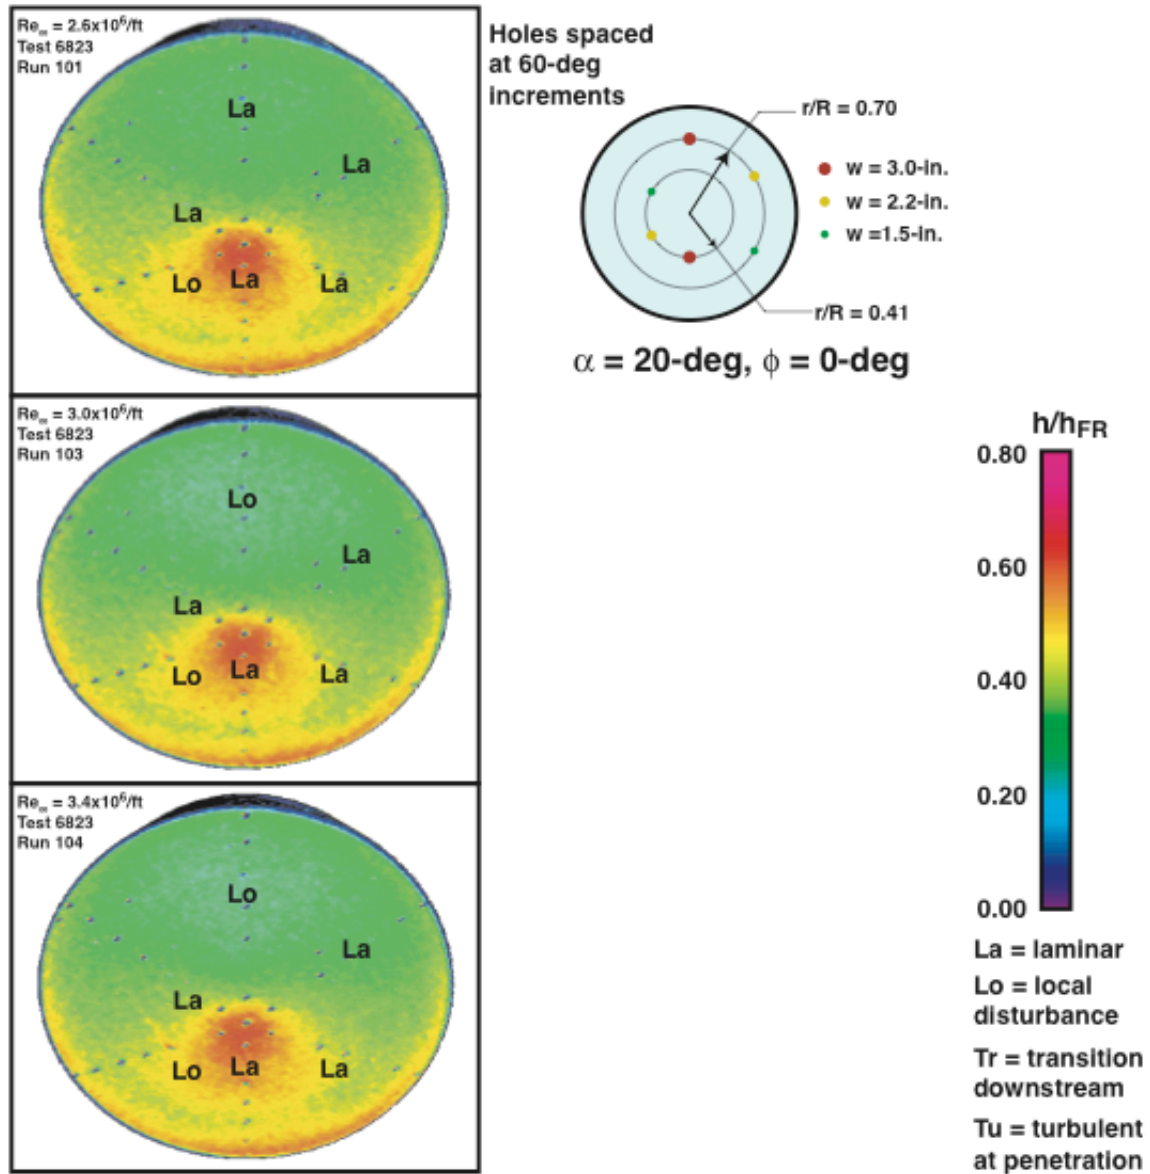 Re∞ = 2.6x10⁶/ft
Test 6823
Run 101
La
La
La
Lo
La
La
Holes spaced
at 60-deg
increments
r/R = 0.70
w = 3.0-in.
w = 2.2-in.
w =1.5-in.
r/R = 0.41
α = 20-deg, ϕ = 0-deg
Re∞ = 3.0x10⁶/ft
Test 6823
Run 103
Lo
La
La
Lo
La
La
Re∞ = 3.4x10⁶/ft
Test 6823
Run 104
Lo
La
La
Lo
La
La
h/hFR
0.80
0.60
0.40
0.20
0.00
La = laminar
Lo = local
disturbance
Tr = transition
downstream
Tu = turbulent
at penetration